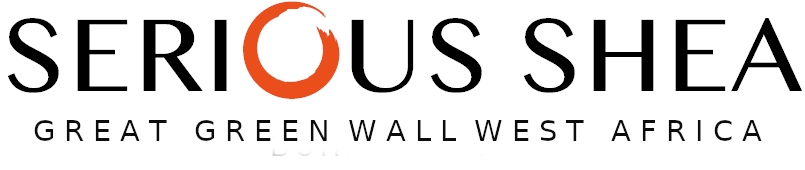 SERIOUS SHEA
GREAT GREEN WALL WEST AFRICA